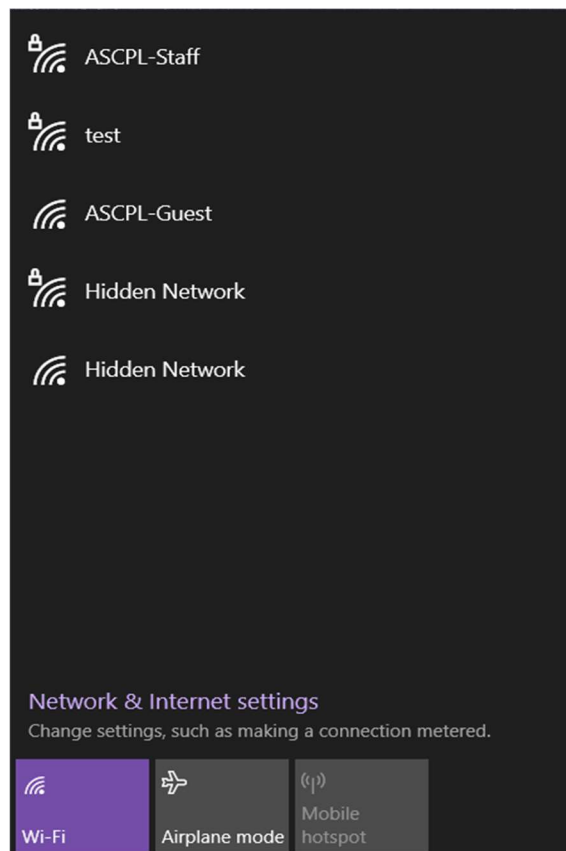 ASCPL-Staff
test
ASCPL-Guest
Hidden Network
Hidden Network
Network & Internet settings
Change settings, such as making a connection metered.
Wi-Fi
Airplane mode
Mobile
hotspot